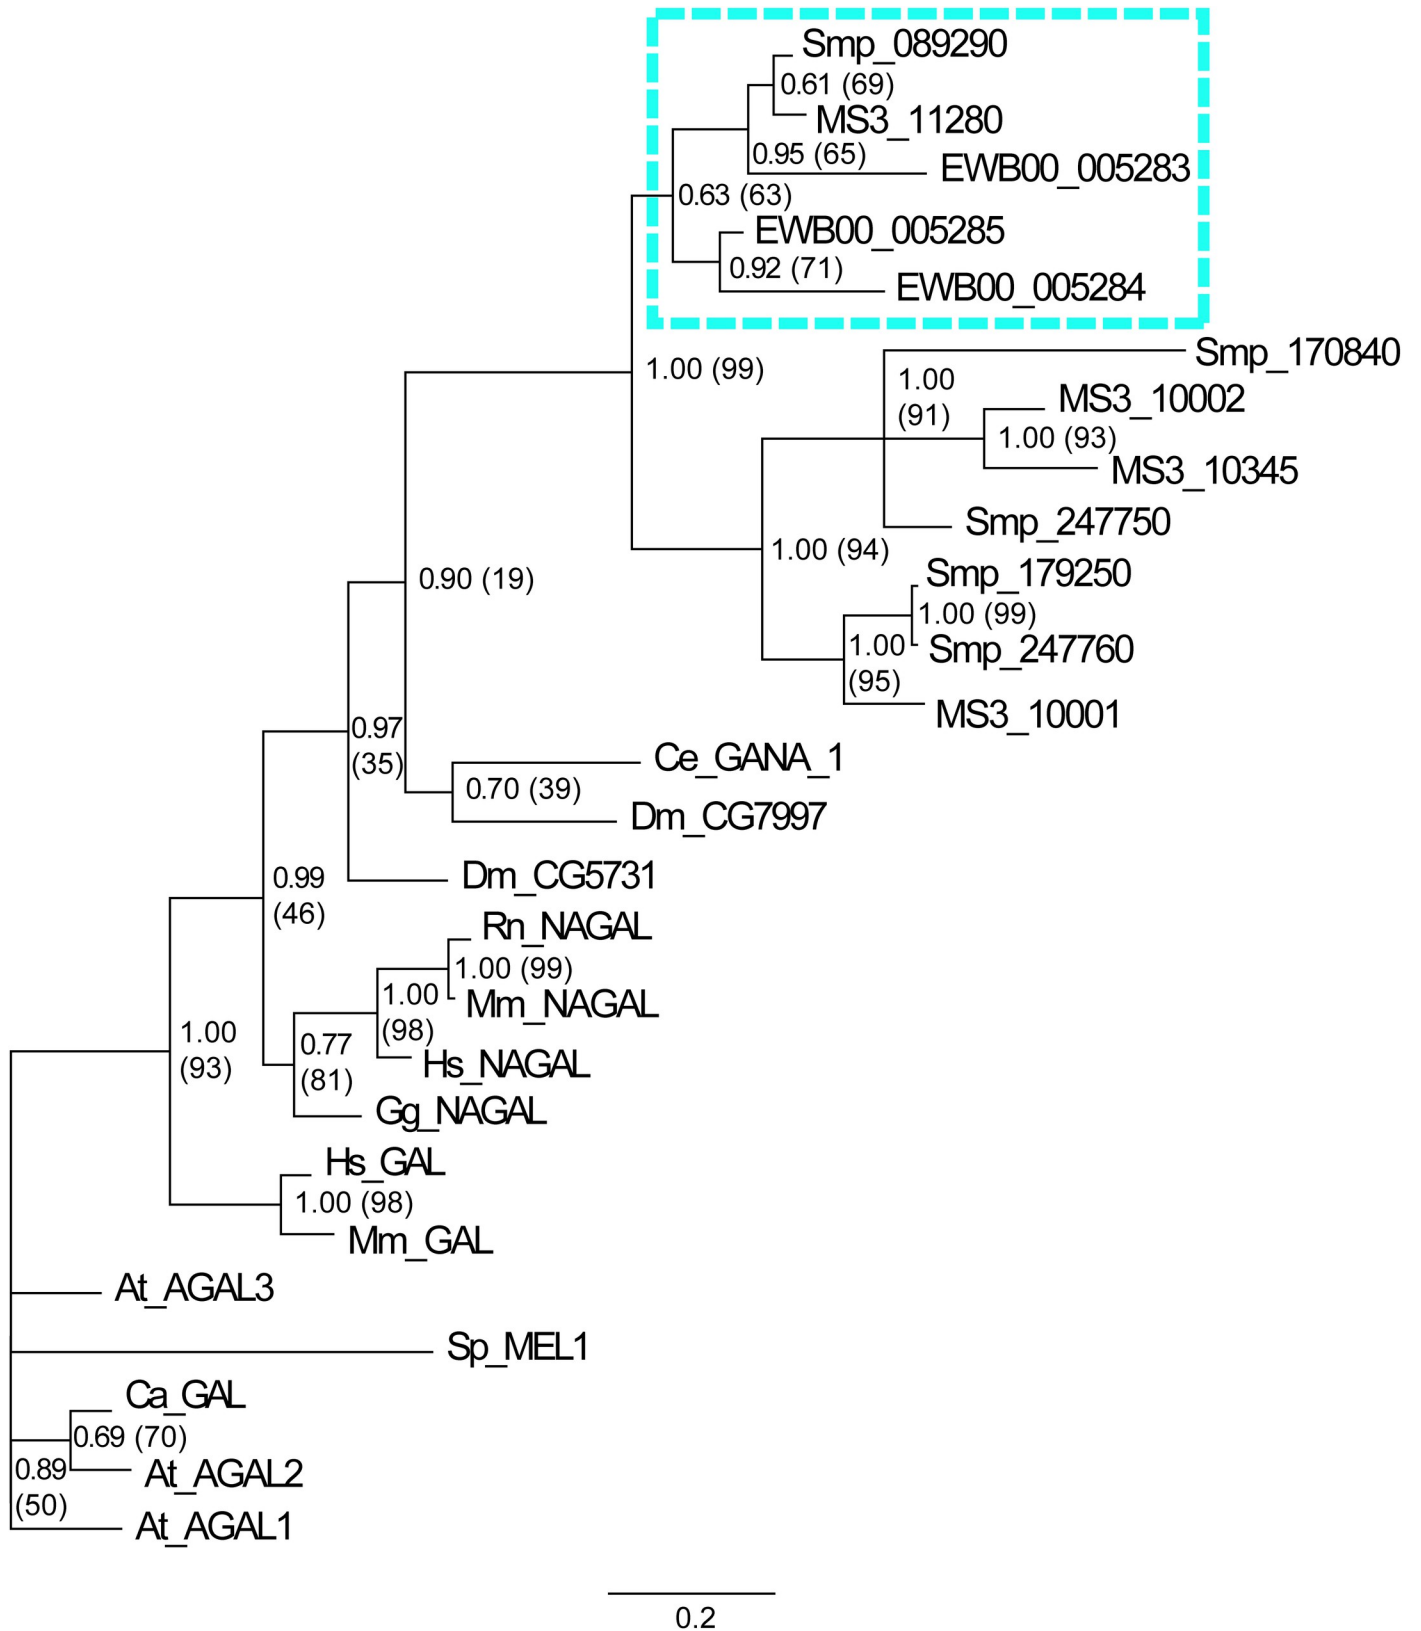 Smp_089290
0.61 (69)
MS3_11280
0.95 (65)
EWB00_005283
0.63 (63)
EWB00_005285
0.92 (71)
EWB00_005284
Smp_170840
1.00 (99)
1.00
(91)
MS3_10002
1.00 (93)
MS3_10345
Smp_247750
1.00 (94)
Smp_179250
0.90 (19)
1.00 (99)
1.00
Smp_247760
(95)
MS3_10001
0.97
(35)
Ce_GANA_1
0.70 (39)
Dm_CG7997
0.99
(46)
Dm_CG5731
Rn_NAGAL
1.00 (99)
1.00
(98)
Mm_NAGAL
1.00
(93)
0.77
(81)
Hs_NAGAL
Gg_NAGAL
Hs_GAL
1.00 (98)
Mm_GAL
At_AGAL3
Sp_MEL1
Ca_GAL
0.69 (70)
0.89
(50)
At_AGAL2
At_AGAL1
0.2